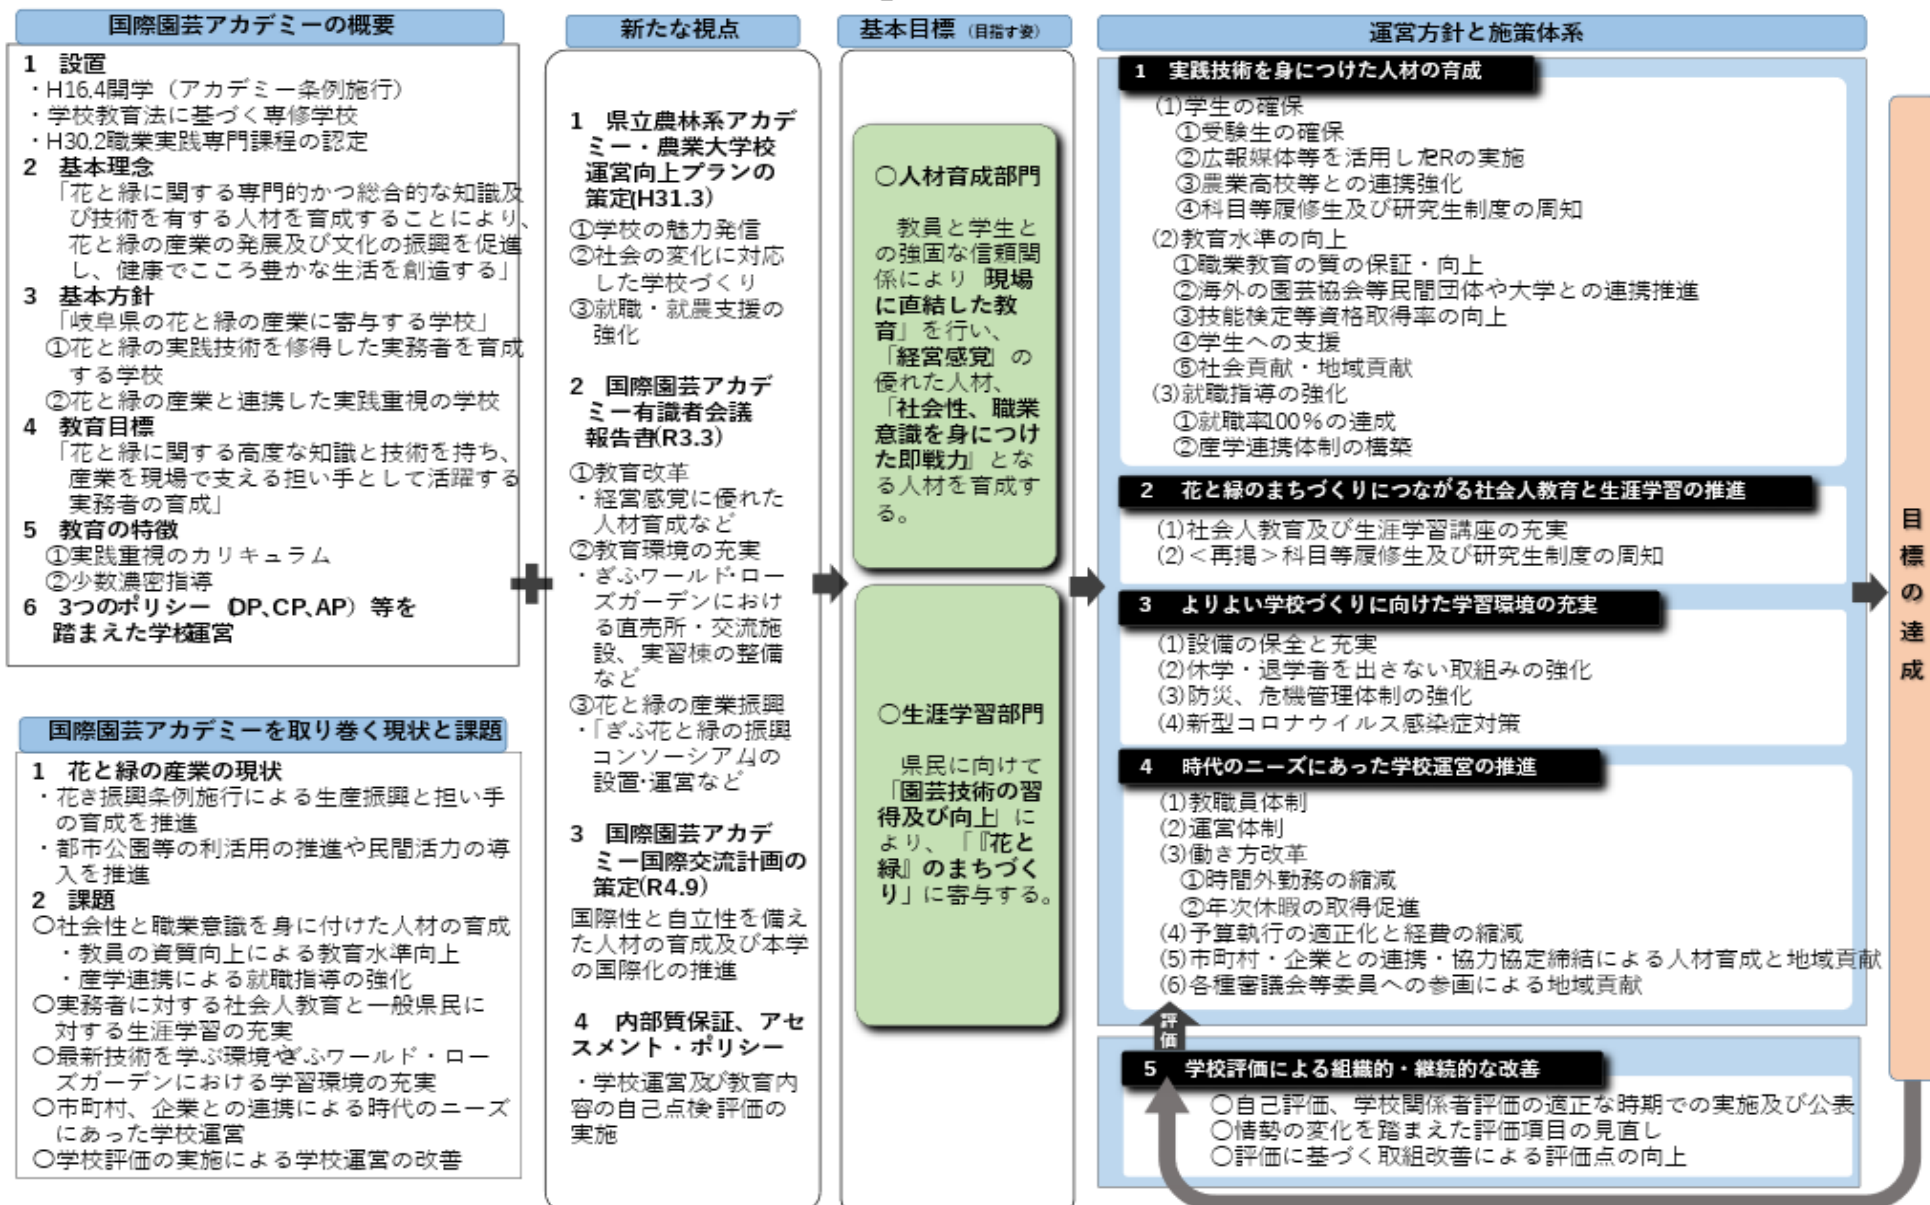 国際園芸アカデミーの概要
1 設置
・H16.4開学（アカデミー条例施行）
・学校教育法に基づく専修学校
・H30.2職業実践専門課程の認定
2 基本理念
「花と緑に関する専門的かつ総合的な知識及
び技術を有する人材を育成することにより、
花と緑の産業の発展及び文化の振興を促進
し、健康でこころ豊かな生活を創造する」
3 基本方針
「岐阜県の花と緑の産業に寄与する学校」
①花と緑の実践技術を修得した実務者を育成
する学校
②花と緑の産業と連携した実践重視の学校
4 教育目標
「花と緑に関する高度な知識と技術を持ち、
産業を現場で支える担い手として活躍する
実務者の育成」
5 教育の特徴
①実践重視のカリキュラム
②少数濃密指導
6 3つのポリシー（DP、CP、AP）等を
踏まえた学校運営
国際園芸アカデミーを取り巻く現状と課題
1 花と緑の産業の現状
・花き振興条例施行による生産振興と担い手
の育成を推進
・都市公園等の利活用の推進や民間活力の導
入を推進
2 課題
○社会性と職業意識を身に付けた人材の育成
・教員の資質向上による教育水準向上
・産学連携による就職指導の強化
○実務者に対する社会人教育と一般県民に
対する生涯学習の充実
○最新技術を学ぶ環境やぎふワールド・ロー
ズガーデンにおける学習環境の充実
○市町村、企業との連携による時代のニーズ
にあった学校運営
○学校評価の実施による学校運営の改善
新たな視点
1 県立農林系アカデ
ミー・農業大学校
運営向上プランの
策定(H31.3)
①学校の魅力発信
②社会の変化に対応
した学校づくり
③就職・就農支援の
強化
2 国際園芸アカデ
ミー有識者会議
報告書(R3.3)
①教育改革
・経営感覚に優れた
人材育成など
②教育環境の充実
・ぎふワールド・ロー
ズガーデンにおけ
る直売所・交流施
設、実習棟の整備
など
③花と緑の産業振興
・「ぎふ花と緑の振興
コンソーシアム」の
設置・運営など
3 国際園芸アカデ
ミー国際交流計画の
策定(R4.9)
国際性と自立性を備え
た人材の育成及び本学
の国際化の推進
4 内部質保証、アセ
スメント・ポリシー
・学校運営及び教育内
容の自己点検評価の
実施
基本目標（目指す姿）
○人材育成部門
教員と学生と
の強固な信頼関
係により「現場
に直結した教
育」を行い、
「経営感覚」の
優れた人材、
「社会性、職業
意識を身につけ
た即戦力」とな
る人材を育成す
る。
○生涯学習部門
県民に向けて
「園芸技術の習
得及び向上」に
より、「『花と
緑』のまちづく
り」に寄与する。
運営方針と施策体系
1 実践技術を身につけた人材の育成
(1)学生の確保
①受験生の確保
②広報媒体等を活用したPRの実施
③農業高校等との連携強化
④科目等履修生及び研究生制度の周知
(2)教育水準の向上
①職業教育の質の保証・向上
②海外の園芸協会等民間団体や大学との連携推進
③技能検定等資格取得率の向上
④学生への支援
⑤社会貢献・地域貢献
(3)就職指導の強化
①就職率100％の達成
②産学連携体制の構築
2 花と緑のまちづくりにつながる社会人教育と生涯学習の推進
(1)社会人教育及び生涯学習講座の充実
(2)＜再掲＞科目等履修生及び研究生制度の周知
3 よりよい学校づくりに向けた学習環境の充実
(1)設備の保全と充実
(2)休学・退学者を出さない取組みの強化
(3)防災、危機管理体制の強化
(4)新型コロナウイルス感染症対策
4 時代のニーズにあった学校運営の推進
(1)教職員体制
(2)運営体制
(3)働き方改革
①時間外勤務の縮減
②年次休暇の取得促進
(4)予算執行の適正化と経費の縮減
(5)市町村・企業との連携・協力協定締結による人材育成と地域貢献
(6)各種審議会等委員への参画による地域貢献
評価
5 学校評価による組織的・継続的な改善
○自己評価、学校関係者評価の適正な時期での実施及び公表
○情勢の変化を踏まえた評価項目の見直し
○評価に基づく取組改善による評価点の向上
目標の達成